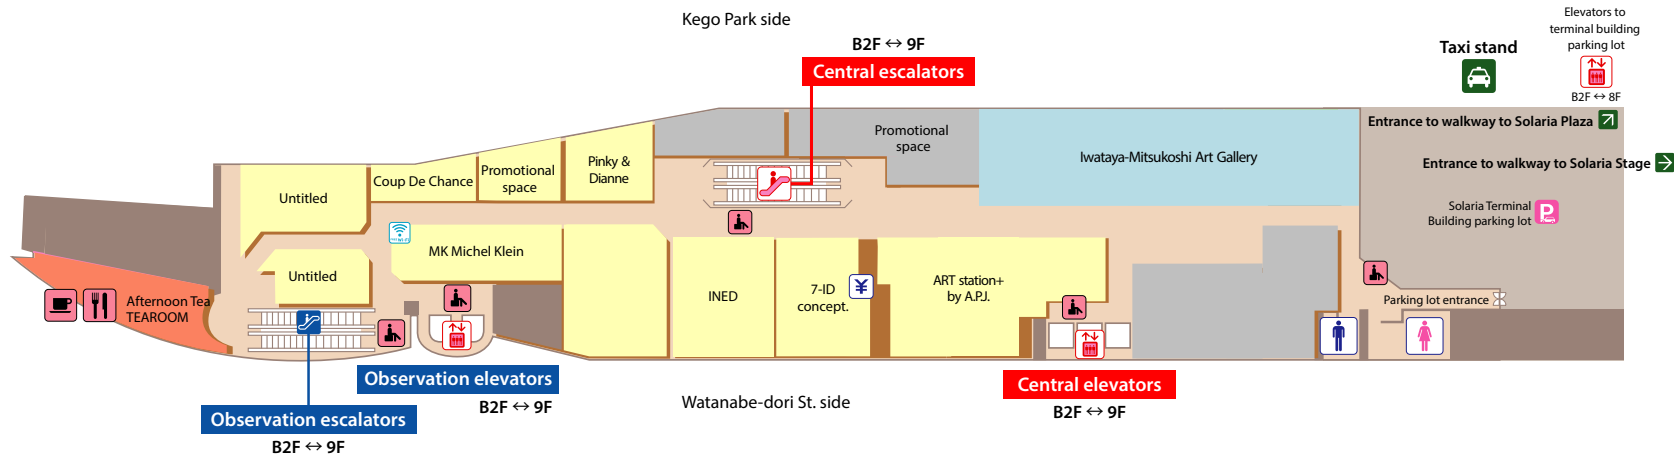 Kego Park side
B2F ↔ 9F
Central escalators
Taxi stand
Elevators to
terminal building
parking lot
B2F ↔ 8F
Entrance to walkway to Solaria Plaza
Entrance to walkway to Solaria Stage
Solaria Terminal
Building parking lot
P
Parking lot entrance
Promotional
space
Iwataya-Mitsukoshi Art Gallery
Pinky &
Dianne
Promotional
space
Coup De Chance
Untitled
Untitled
Wi-Fi
MK Michel Klein
INED
7-ID
concept.
¥
ART station+
by A.P.J.
Afternoon Tea
TEAROOM
Observation elevators
B2F ↔ 9F
Observation escalators
B2F ↔ 9F
Central elevators
B2F ↔ 9F
Watanabe-dori St. side